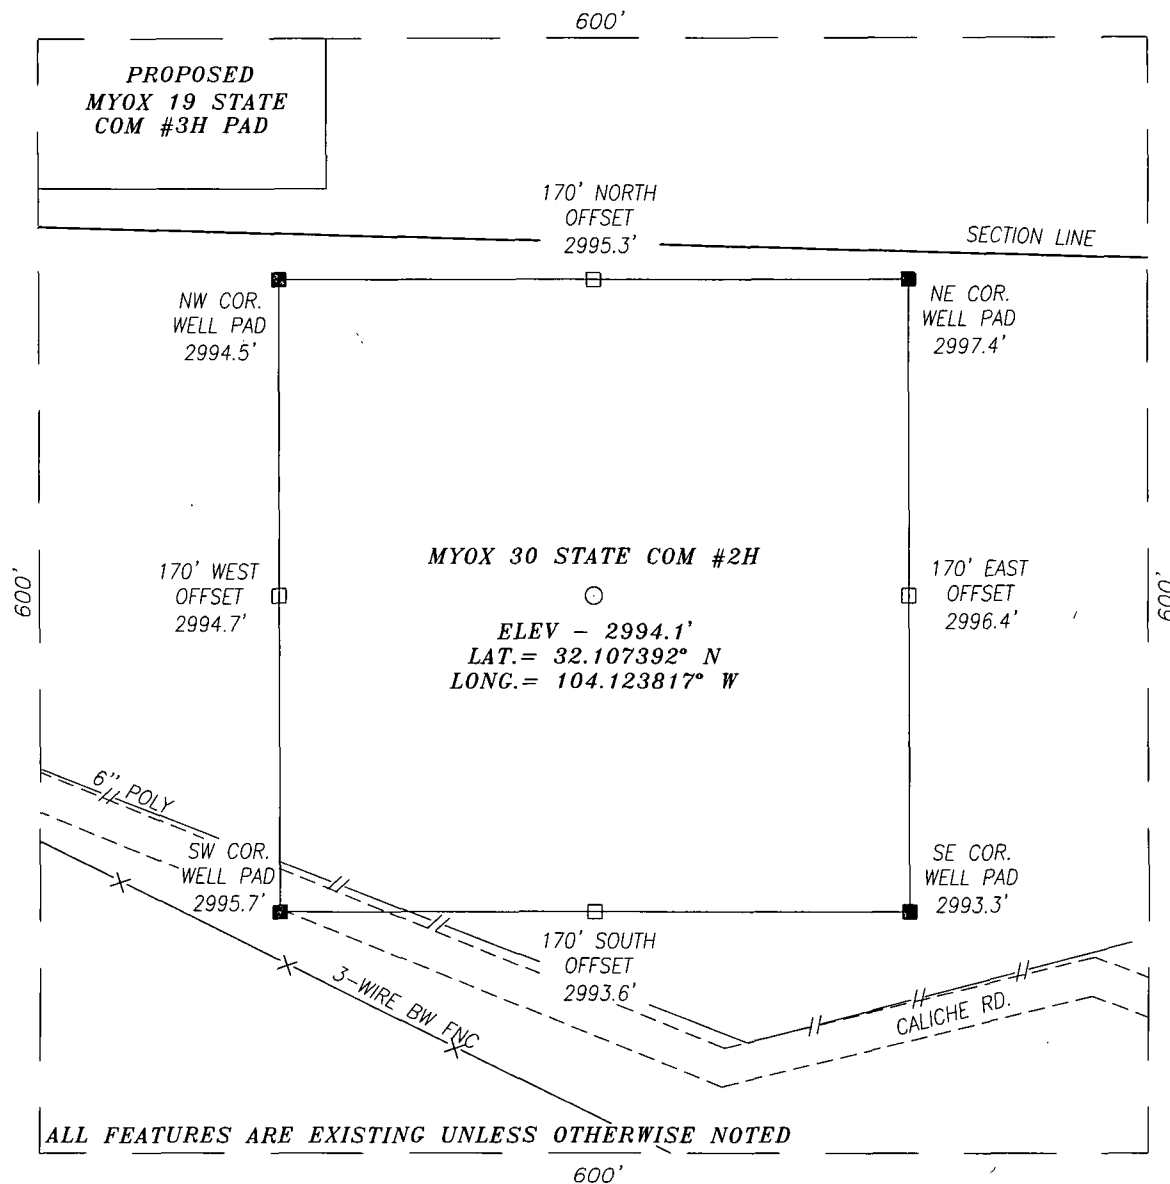 600'
PROPOSED
MYOX 19 STATE
COM #3H PAD
170' NORTH
OFFSET
2995.3'
SECTION LINE
NW COR.
WELL PAD
2994.5'
NE COR.
WELL PAD
2997.4'
600'
170' WEST
OFFSET
2994.7'
MYOX 30 STATE COM #2H
ELEV - 2994.1'
LAT.= 32.107392° N
LONG.= 104.123817° W
170' EAST
OFFSET
2996.4'
600'
6" POLY
SW COR.
WELL PAD
2995.7'
SE COR.
WELL PAD
2993.3'
170' SOUTH
OFFSET
2993.6'
3-WIRE BW FNC
CALICHE RD.
ALL FEATURES ARE EXISTING UNLESS OTHERWISE NOTED
600'